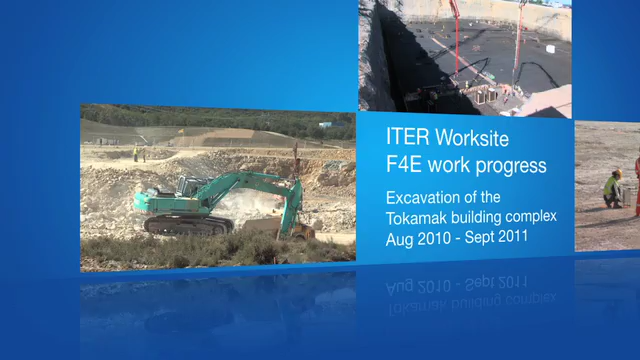 ITER Worksite
F4E work progress
Excavation of the
Tokamak building complex
Aug 2010 - Sept 2011